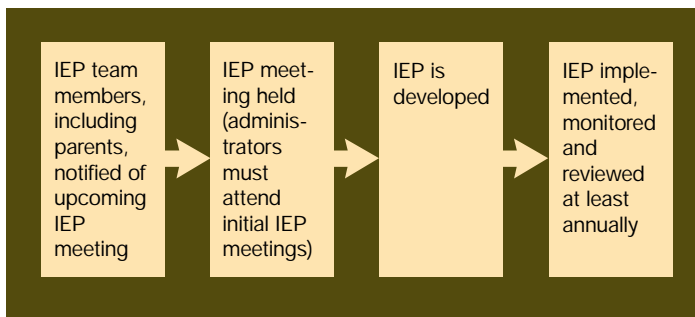 IEP team
members,
including
parents,
notified of
upcoming
IEP
meeting
IEP meet-
ing held
(adminis-
trators
must
attend
initial IEP
meetings)
IEP is
developed
IEP imple-
mented,
monitored
and
reviewed
at least
annually